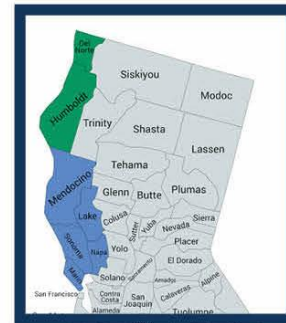 Del
Norte
Siskiyou
Modoc
Humboldt
Trinity
Shasta
Lassen
Tehama
Plumas
Mendocino
Glenn
Butte
Lake
Colusa
Sutter
Yuba
Sierra
Nevada
Placer
Sonoma
Napa
Yolo
El Dorado
Marin
Solano
Sacramento
Amador
Alpine
San Francisco
Contra
Costa
San
Joaquin
Calaveras
Alameda
Tuolumne